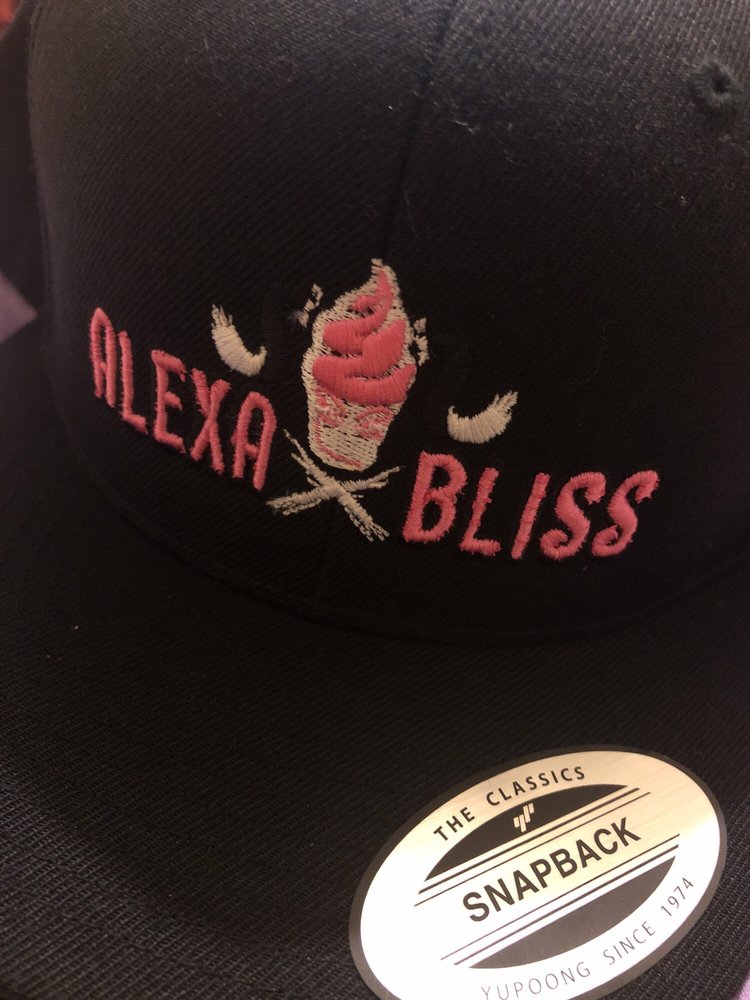 ALEXA BLISS
THE CLASSICS
SNAPBACK
YUPOONG SINCE 1974